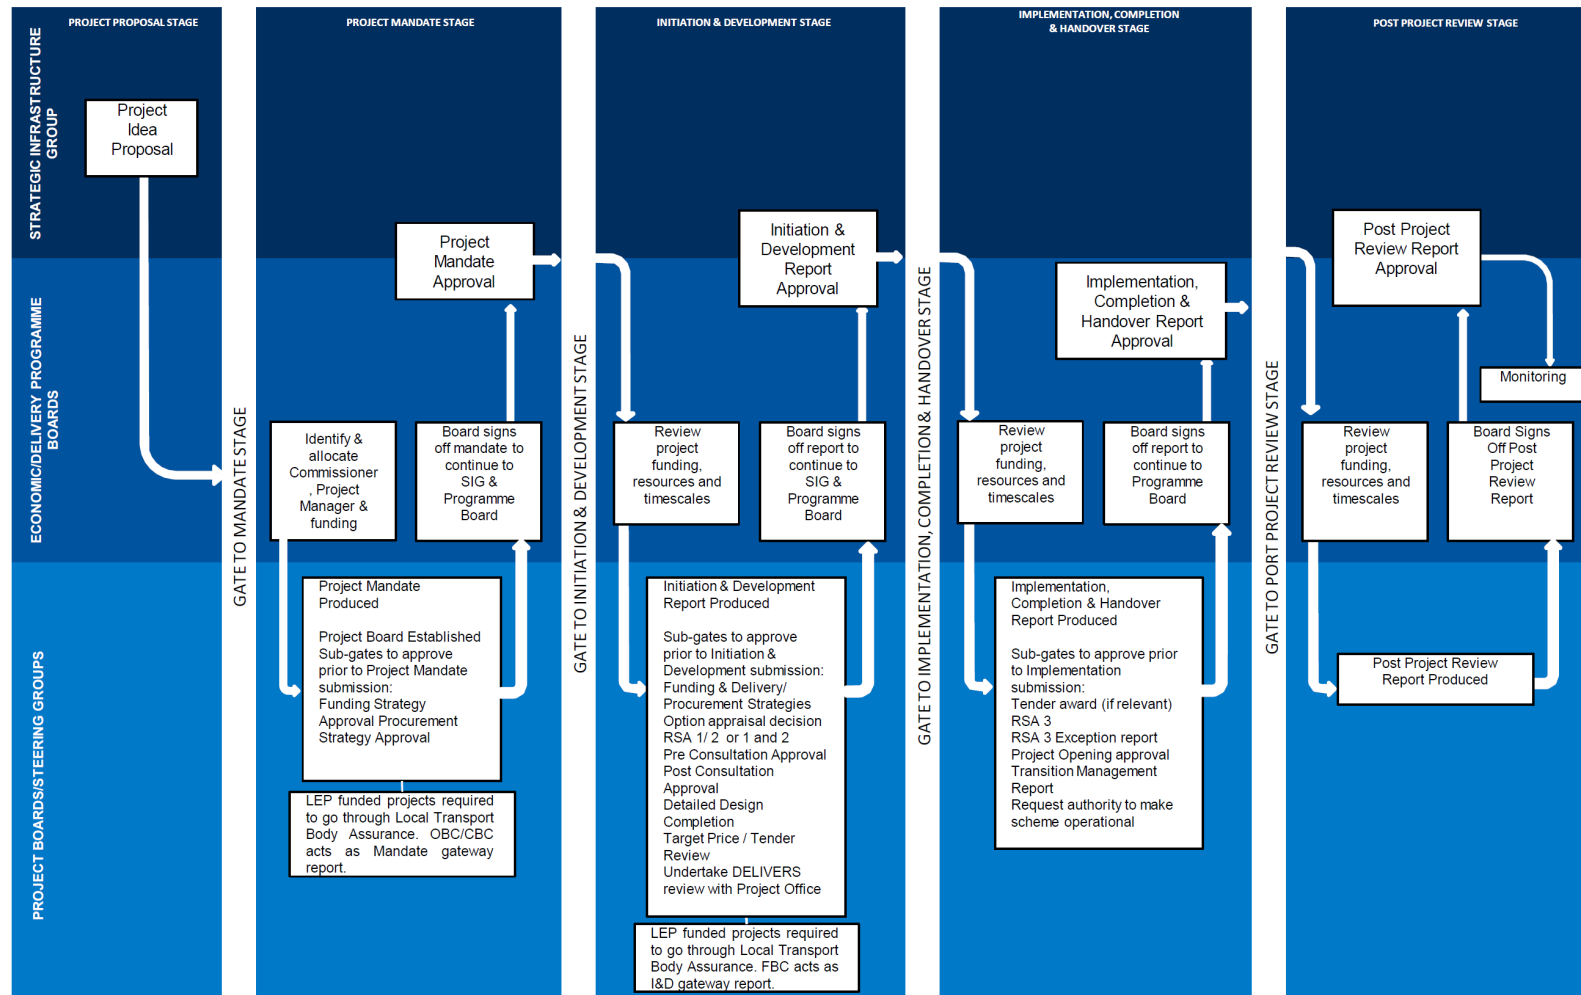 PROJECT PROPOSAL STAGE
PROJECT MANDATE STAGE
INITIATION & DEVELOPMENT STAGE
IMPLEMENTATION, COMPLETION
& HANDOVER STAGE
POST PROJECT REVIEW STAGE
STRATEGIC INFRASTRUCTURE
GROUP
ECONOMIC/DELIVERY PROGRAMME
BOARDS
PROJECT BOARDS/STEERING GROUPS
Project
Idea
Proposal
GATE TO MANDATE STAGE
Project
Mandate
Approval
Identify &
allocate
Commissioner
, Project
Manager &
funding
Board signs
off mandate to
continue to
SIG &
Programme
Board
Project Mandate
Produced
Project Board Established
Sub-gates to approve
prior to Project Mandate
submission:
Funding Strategy
Approval Procurement
Strategy Approval
LEP funded projects required
to go through Local Transport
Body Assurance. OBC/CBC
acts as Mandate gateway
report.
GATE TO INITIATION & DEVELOPMENT STAGE
Initiation &
Development
Report
Approval
Review
project
funding,
resources and
timescales
Board signs
off report to
continue to
SIG &
Programme
Board
Initiation & Development
Report Produced
Sub-gates to approve
prior to Initiation &
Development submission:
Funding & Delivery/
Procurement Strategies
Option appraisal decision
RSA 1/ 2 or 1 and 2
Pre Consultation Approval
Post Consultation
Approval
Detailed Design
Completion
Target Price / Tender
Review
Undertake DELIVERS
review with Project Office
LEP funded projects required
to go through Local Transport
Body Assurance. FBC acts as
I&D gateway report.
GATE TO IMPLEMENTATION, COMPLETION & HANDOVER STAGE
Implementation,
Completion &
Handover Report
Approval
Review
project
funding,
resources and
timescales
Board signs
off report to
continue to
Programme
Board
Implementation,
Completion & Handover
Report Produced
Sub-gates to approve prior
to Implementation
submission:
Tender award (if relevant)
RSA 3
RSA 3 Exception report
Project Opening approval
Transition Management
Report
Request authority to make
scheme operational
GATE TO PORT PROJECT REVIEW STAGE
Post Project
Review Report
Approval
Monitoring
Review
project
funding,
resources and
timescales
Board Signs
Off Post
Project
Review
Report
Post Project Review
Report Produced